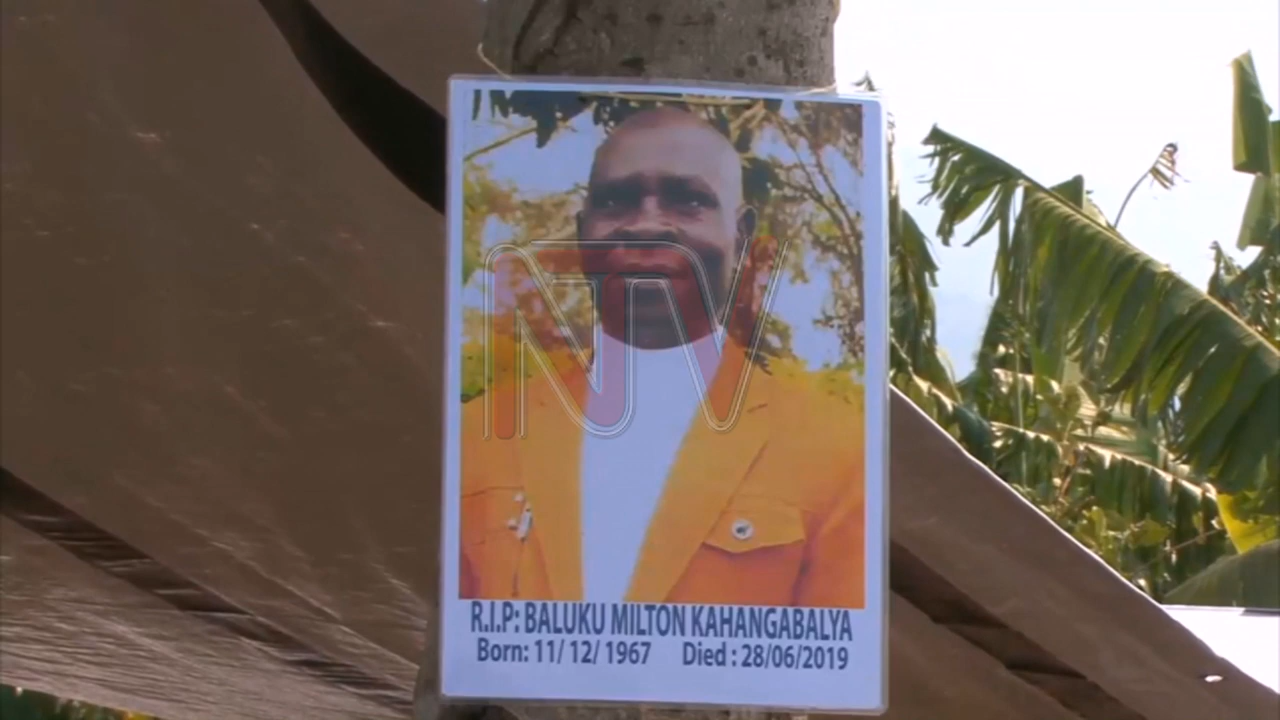 NTV
R.I.P: BALUKU MILTON KAHANGABALYA
Born: 11/ 12/ 1967 Died : 28/06/2019